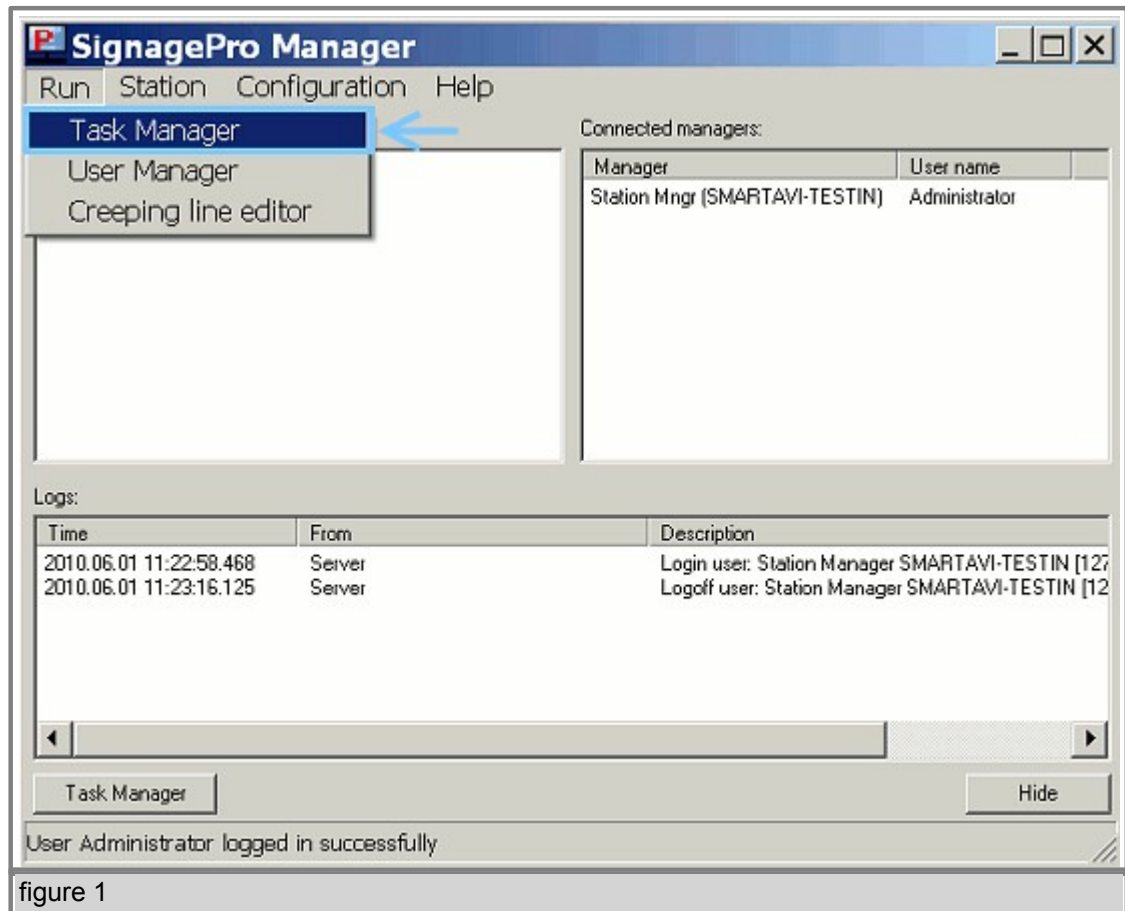 SignagePro Manager
Run Station Configuration Help
Task Manager
User Manager
Creeping line editor
Connected managers:
Manager User name
Station Mngr (SMARTAVI-TESTIN) Administrator
Logs:
Time From Description
2010.06.01 11:22:58.468 Server Login user: Station Manager SMARTAVI-TESTIN [127
2010.06.01 11:23:16.125 Server Logoff user: Station Manager SMARTAVI-TESTIN [12
Task Manager Hide
User Administrator logged in successfully
figure 1